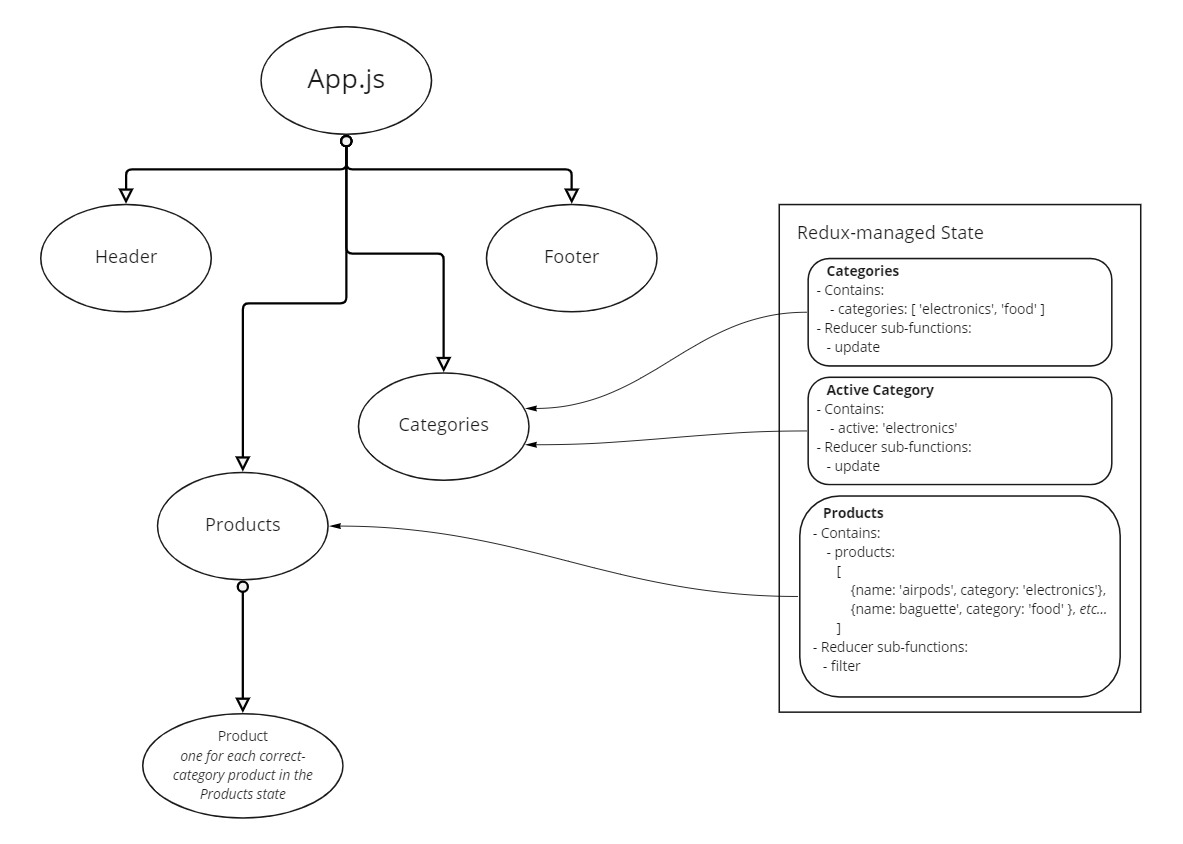 App.js
Header
Footer
Categories
Products
Product
one for each correct-
category product in the
Products state
Redux-managed State
Categories
- Contains:
- categories: [ 'electronics', 'food' ]
- Reducer sub-functions:
- update
Active Category
- Contains:
- active: 'electronics'
- Reducer sub-functions:
- update
Products
- Contains:
- products:
[
{name: 'airpods', category: 'electronics'},
{name: baguette', category: 'food' }, etc...
]
- Reducer sub-functions:
- filter